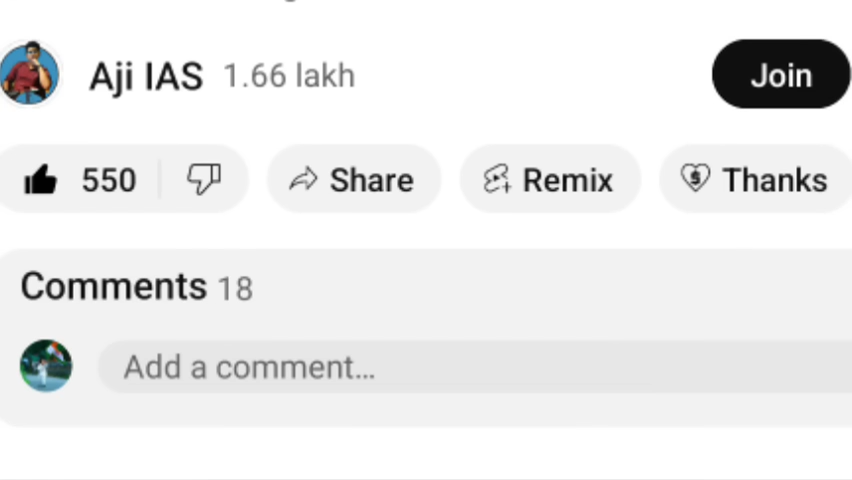 Aji IAS 1.66 lakh Join
550 Share Remix Thanks
Comments 18
Add a comment...